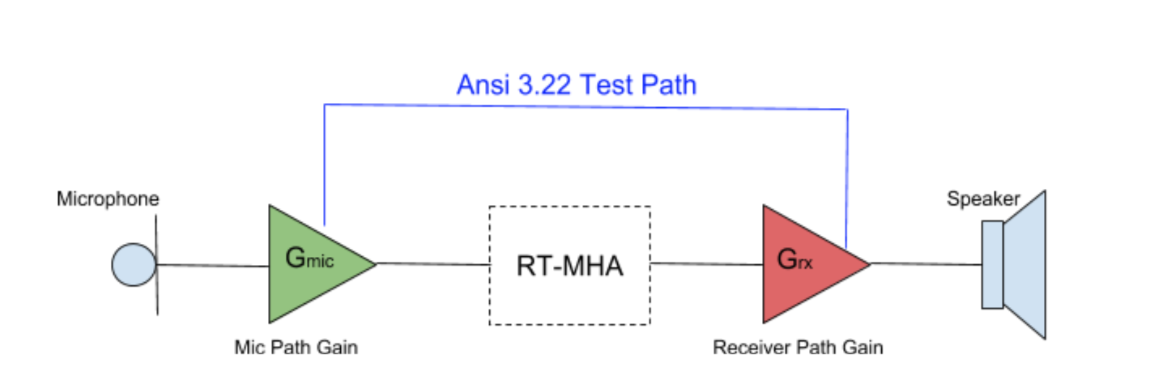 Ansi 3.22 Test Path
Microphone
Speaker
Gmic
RT-MHA
Grx
Mic Path Gain
Receiver Path Gain